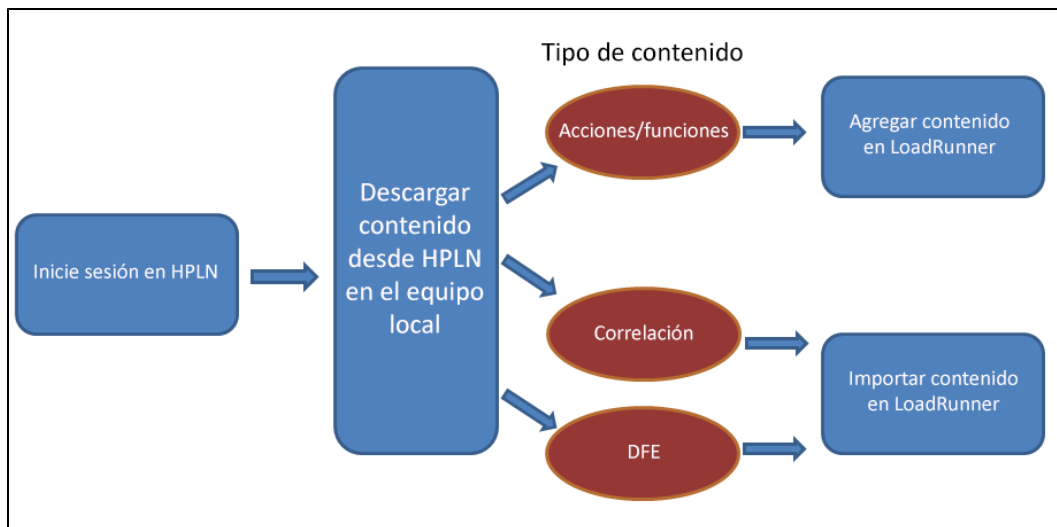 Tipo de contenido
Inicie sesión en HPLN
Descargar
contenido
desde HPLN
en el equipo
local
Acciones/funciones
Agregar contenido
en LoadRunner
Correlación
DFE
Importar contenido
en LoadRunner